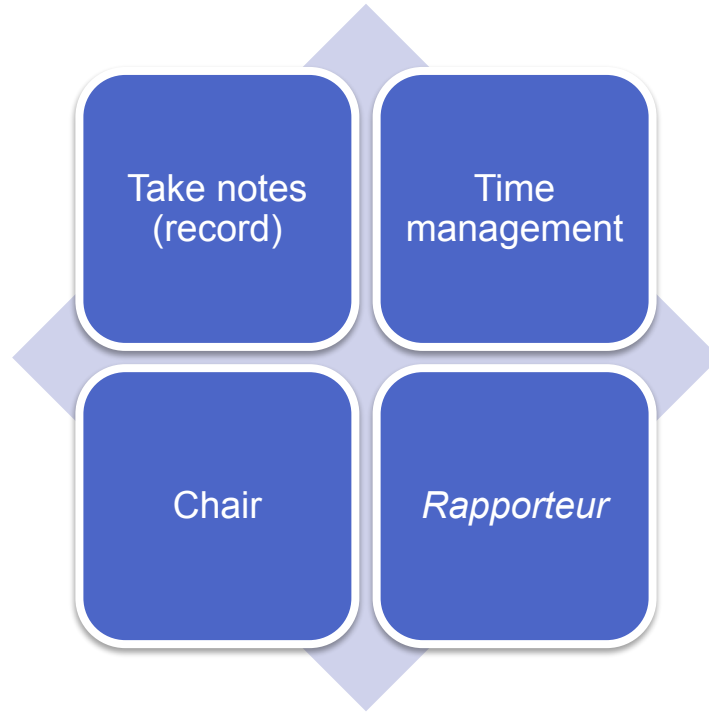 Take notes
(record)
Time
management
Chair
Rapporteur